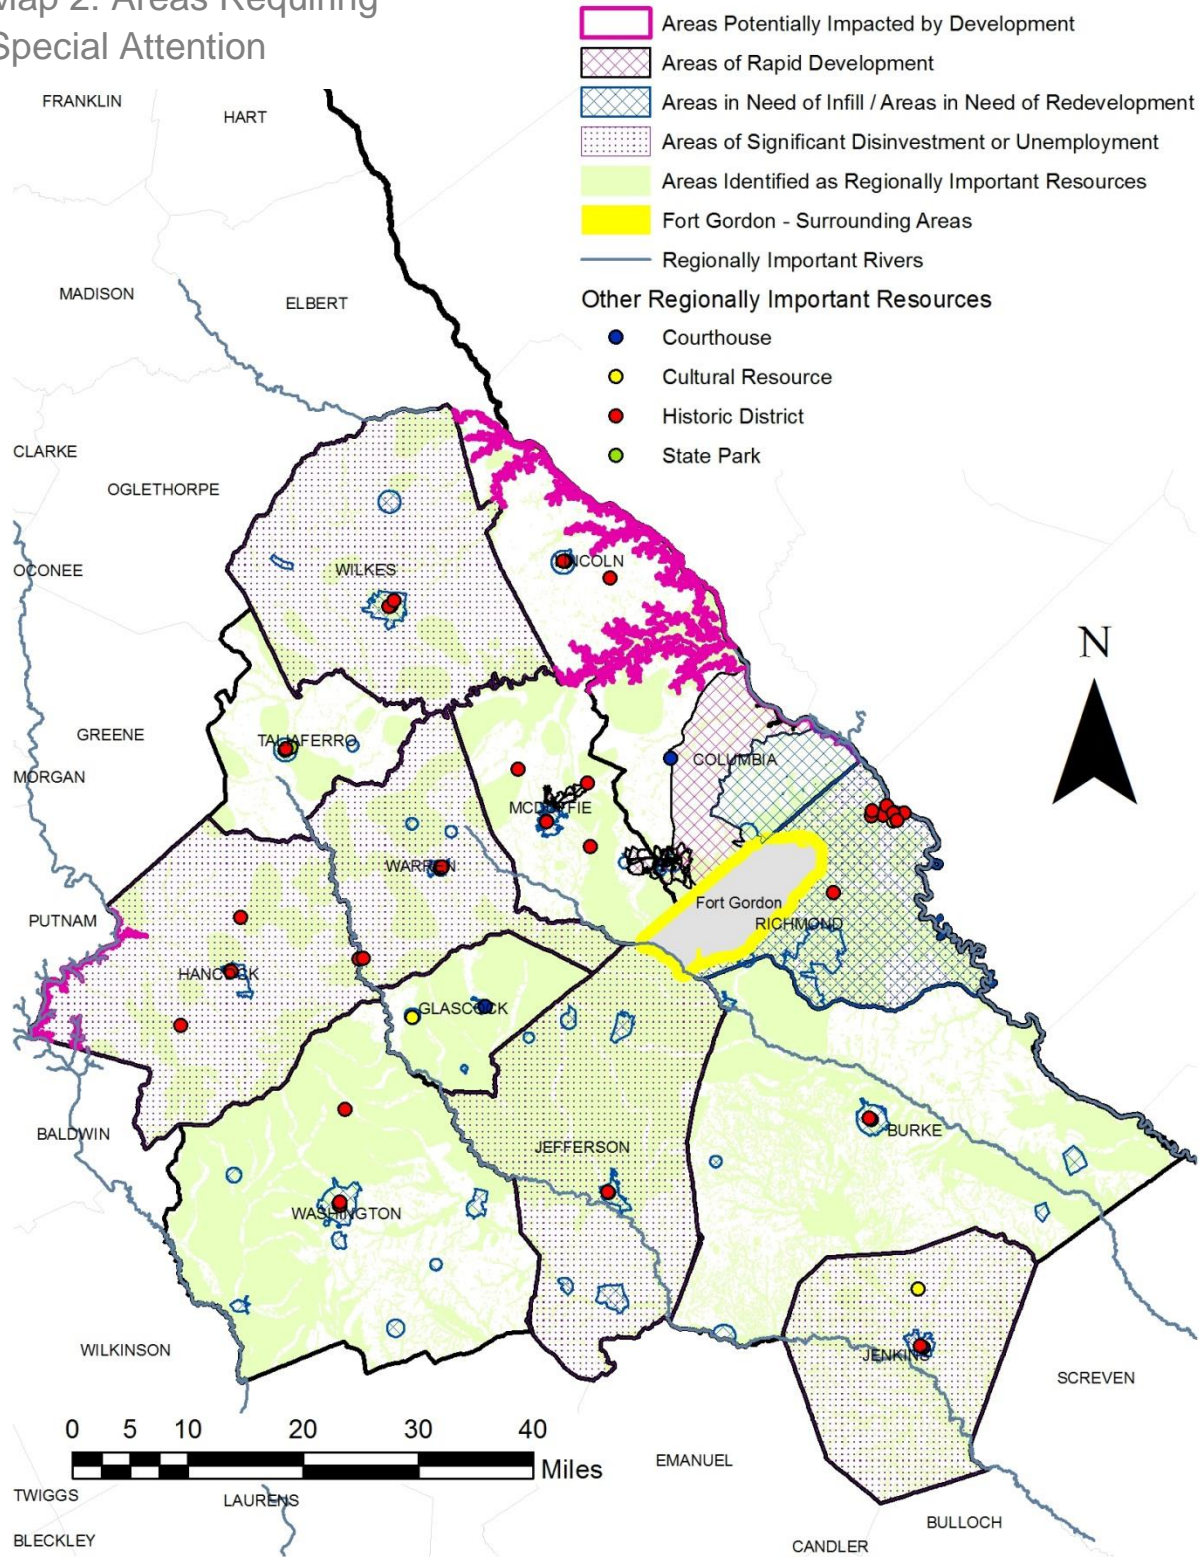 Map 2: Areas Requiring
Special Attention
Areas Potentially Impacted by Development
Areas of Rapid Development
Areas in Need of Infill / Areas in Need of Redevelopment
Areas of Significant Disinvestment or Unemployment
Areas Identified as Regionally Important Resources
Fort Gordon - Surrounding Areas
Regionally Important Rivers
Other Regionally Important Resources
Courthouse
Cultural Resource
Historic District
State Park
FRANKLIN
HART
MADISON
ELBERT
CLARKE
OGLETHORPE
OCONEE
WILKES
LINCOLN
N
GREENE
TALIAFERRO
MORGAN
COLUMBIA
MCDUFFIE
WARREN
Fort Gordon
PUTNAM
RICHMOND
HANCOCK
GLASCOCK
BALDWIN
BURKE
JEFFERSON
WASHINGTON
WILKINSON
JENKINS
SCREVEN
0 5 10 20 30 40
Miles
EMANUEL
TWIGGS
LAURENS
BULLOCH
BLECKLEY
CANDLER